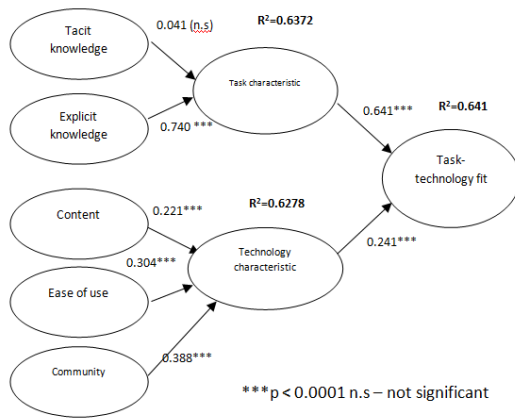 Tacit
knowledge
0.041 (n.s)
R²=0.6372
Task characteristic
Explicit
knowledge
0.740 ***
0.641***
R²=0.641
Task-
technology fit
Content
0.221***
R²=0.6278
Technology
characteristic
0.241***
0.304***
Ease of use
Community
0.388***
***p < 0.0001 n.s – not significant